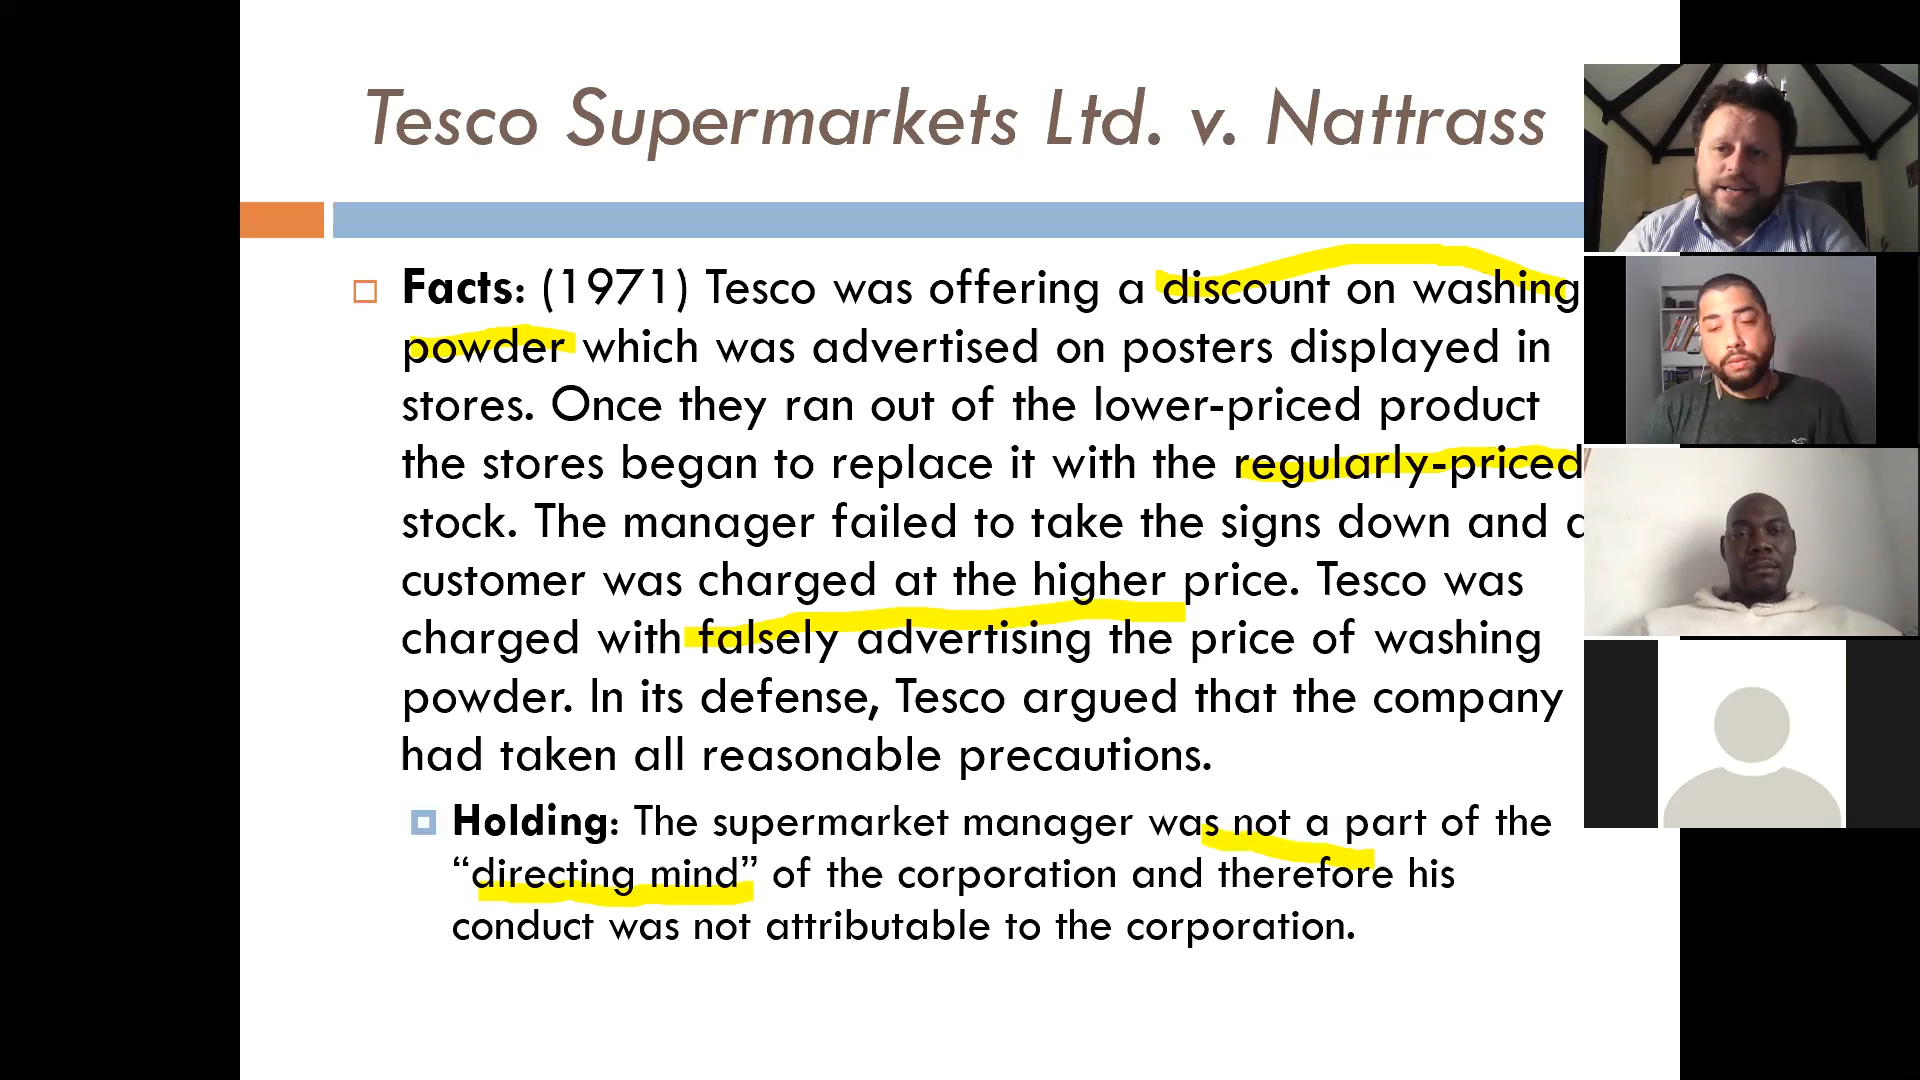 Tesco Supermarkets Ltd. v. Nattrass
Facts: (1971) Tesco was offering a discount on washing
powder which was advertised on posters displayed in
stores. Once they ran out of the lower-priced product
the stores began to replace it with the regularly-priced
stock. The manager failed to take the signs down and a
customer was charged at the higher price. Tesco was
charged with falsely advertising the price of washing
powder. In its defense, Tesco argued that the company
had taken all reasonable precautions.
Holding: The supermarket manager was not a part of the
“directing mind” of the corporation and therefore his
conduct was not attributable to the corporation.